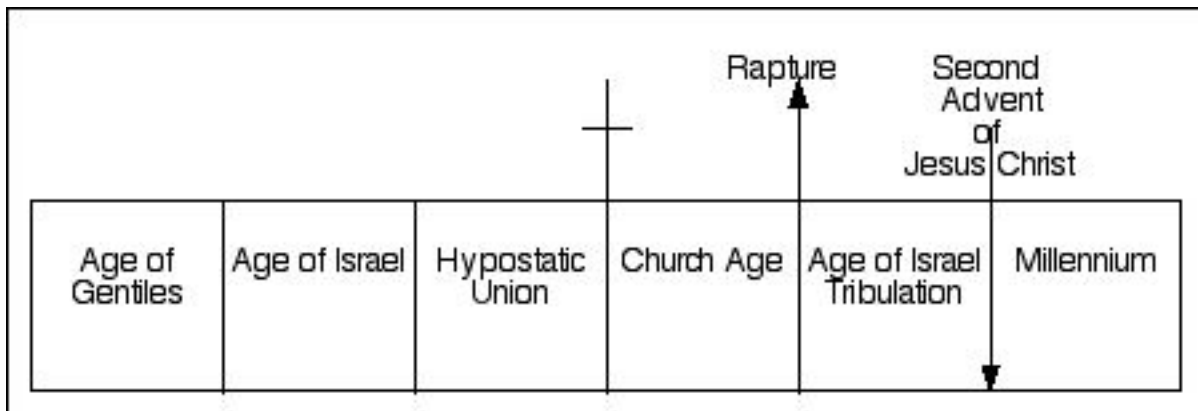 Rapture
Second
Advent
of
Jesus Christ
Age of
Gentiles
Age of Israel
Hypostatic
Union
Church Age
Age of Israel
Tribulation
Millennium